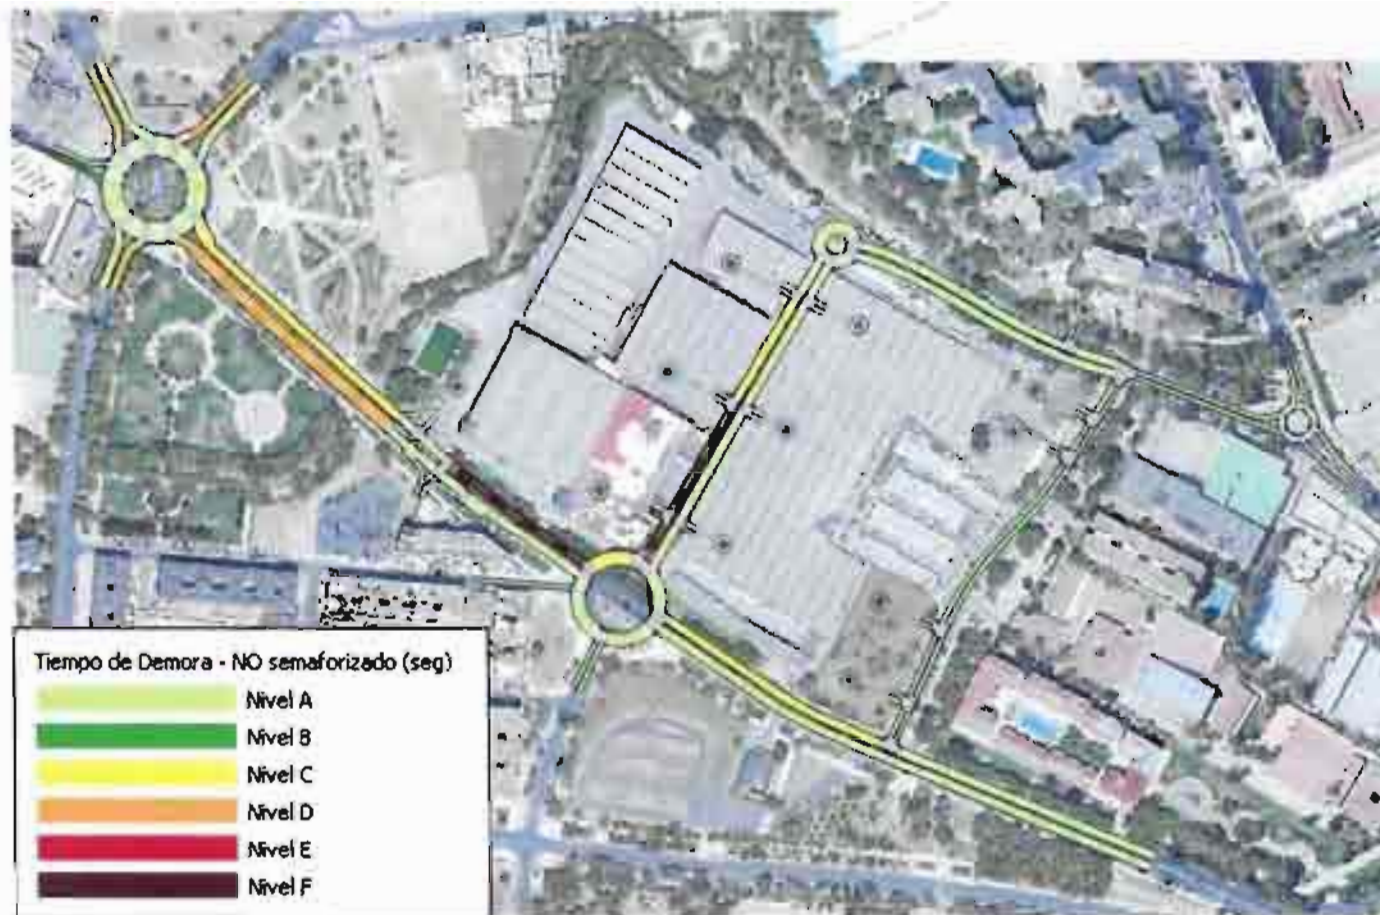 Tiempo de Demora - NO semaforizado (seg)
Nivel A
Nivel B
Nivel C
Nivel D
Nivel E
Nivel F